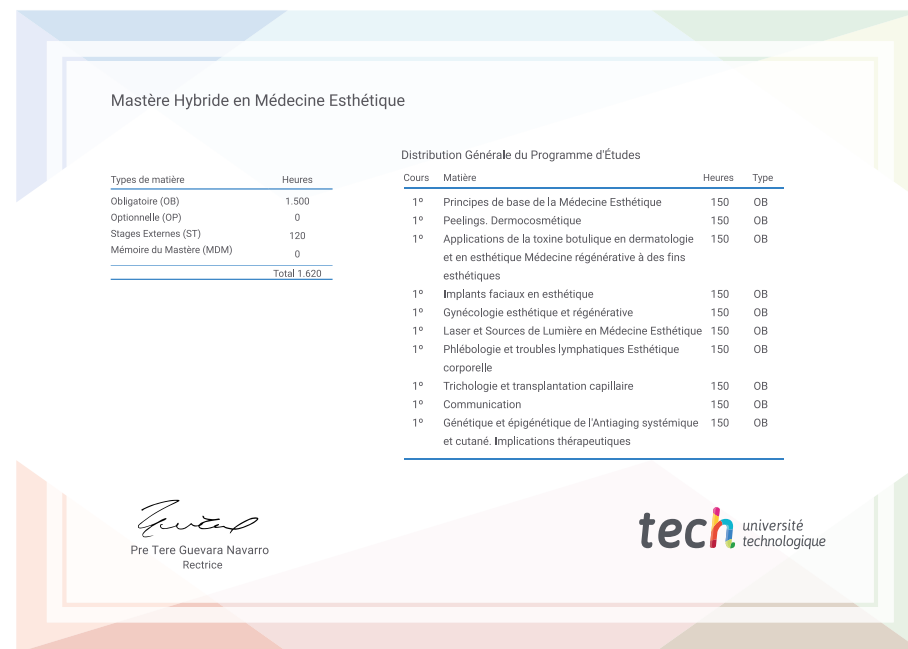 Mastère Hybride en Médecine Esthétique
Types de matière Heures
Obligatoire (OB) 1.500
Optionnelle (OP) 0
Stages Externes (ST) 120
Mémoire du Mastère (MDM) 0
Total 1.620
Distribution Générale du Programme d'Études
Cours Matière Heures Type
1º Principes de base de la Médecine Esthétique 150 OB
1º Peelings. Dermocosmétique 150 OB
1º Applications de la toxine botulique en dermatologie 150 OB
et en esthétique Médecine régénérative à des fins
esthétiques
1º Implants faciaux en esthétique 150 OB
1º Gynécologie esthétique et régénérative 150 OB
1º Laser et Sources de Lumière en Médecine Esthétique 150 OB
1º Phlébologie et troubles lymphatiques Esthétique 150 OB
corporelle
1º Trichologie et transplantation capillaire 150 OB
1º Communication 150 OB
1º Génétique et épigénétique de l'Antiaging systémique 150 OB
et cutané. Implications thérapeutiques
Pre Tere Guevara Navarro
Rectrice
tech université
technologique